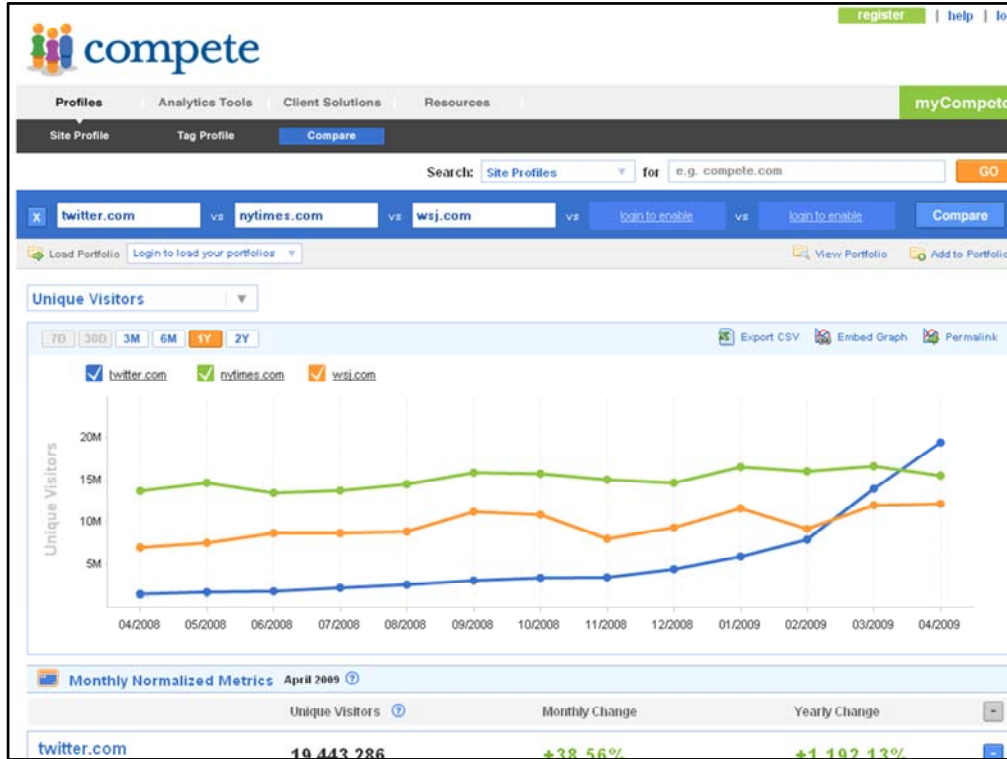 register | help | lo
compete
Profiles Analytics Tools Client Solutions Resources myCompete
Site Profile Tag Profile Compare
Search: Site Profiles for e.g. compete.com GO
X twitter.com vs nytimes.com vs wsj.com vs login to enable vs login to enable Compare
Load Portfolio Login to load your portfolios View Portfolio Add to Portfolio
Unique Visitors
7D 30D 3M 6M 1Y 2Y Export CSV Embed Graph Permalink
twitter.com nytimes.com wsj.com
Unique Visitors
20M
15M
10M
5M
04/2008 05/2008 06/2008 07/2008 08/2008 09/2008 10/2008 11/2008 12/2008 01/2009 02/2009 03/2009 04/2009
Monthly Normalized Metrics April 2009 ?
Unique Visitors ? Monthly Change Yearly Change -
twitter.com 19,443,286 +38.56% +1,192.13% -